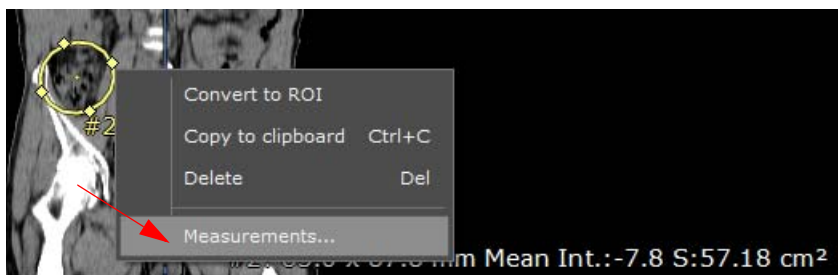 Convert to ROI
#2
Copy to clipboard Ctrl+C
Delete Del
Measurements...
mm Mean Int.:-7.8 S:57.18 cm²